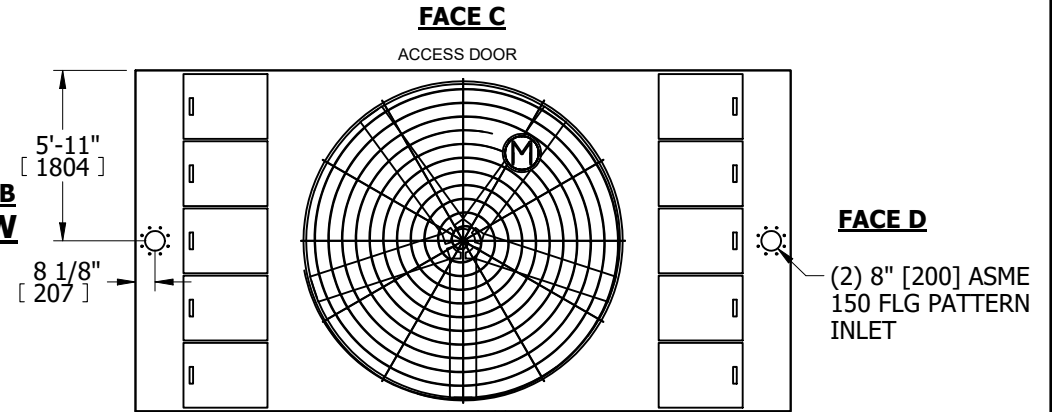 FACE C
ACCESS DOOR
5'-11"
[ 1804 ]
B
W
8 1/8"
[ 207 ]
M
FACE D
(2) 8" [200] ASME
150 FLG PATTERN
INLET